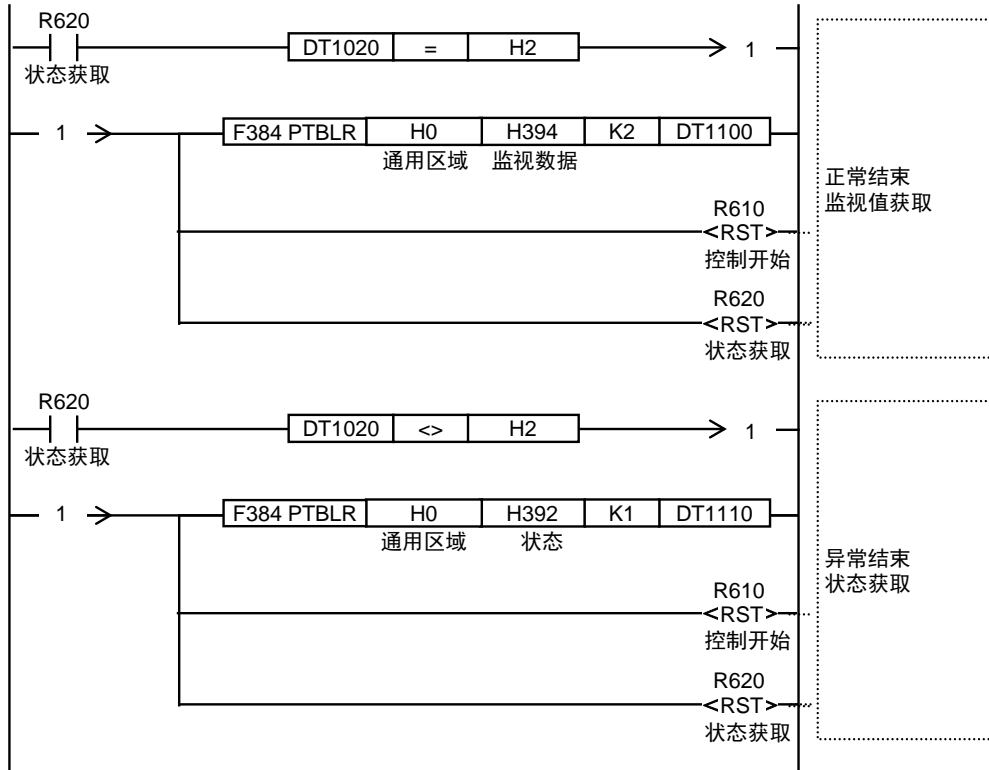 R620
DT1020 = H2 1
状态获取
1 F384 PTBLR H0 H394 K2 DT1100
通用区域 监视数据
正常结束
监视值获取
R610
<RST>
控制开始
R620
<RST>
状态获取
R620
DT1020 <> H2 1
状态获取
1 F384 PTBLR H0 H392 K1 DT1110
通用区域 状态
异常结束
状态获取
R610
<RST>
控制开始
R620
<RST>
状态获取